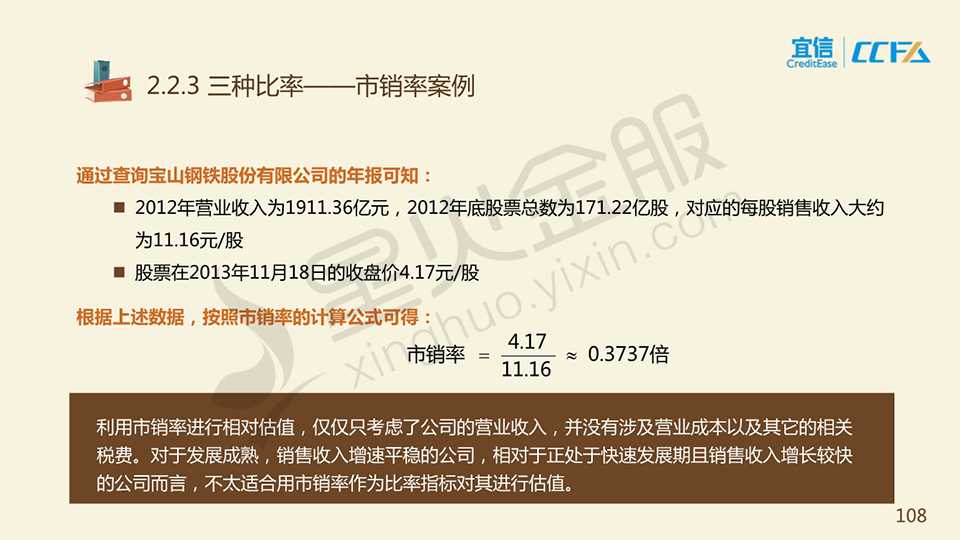 宜信
CreditEase
CCFA
2.2.3 三种比率——市销率案例
通过查询宝山钢铁股份有限公司的年报可知：
■ 2012年营业收入为1911.36亿元，2012年底股票总数为171.22亿股，对应的每股销售收入大约
为11.16元/股
■ 股票在2013年11月18日的收盘价4.17元/股
根据上述数据，按照市销率的计算公式可得：
市销率 = 4.17/11.16 ≈ 0.3737倍
利用市销率进行相对估值，仅仅只考虑了公司的营业收入，并没有涉及营业成本以及其它的相关
税费。对于发展成熟，销售收入增速平稳的公司，相对于正处于快速发展期且销售收入增长较快
的公司而言，不太适合用市销率作为比率指标对其进行估值。
108
星火金服
xinghuo.yixin.com